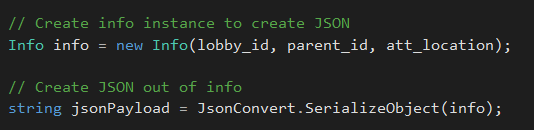 // Create info instance to create JSON
Info info = new Info(lobby_id, parent_id, att_location);
// Create JSON out of info
string jsonPayload = JsonConvert.SerializeObject(info);